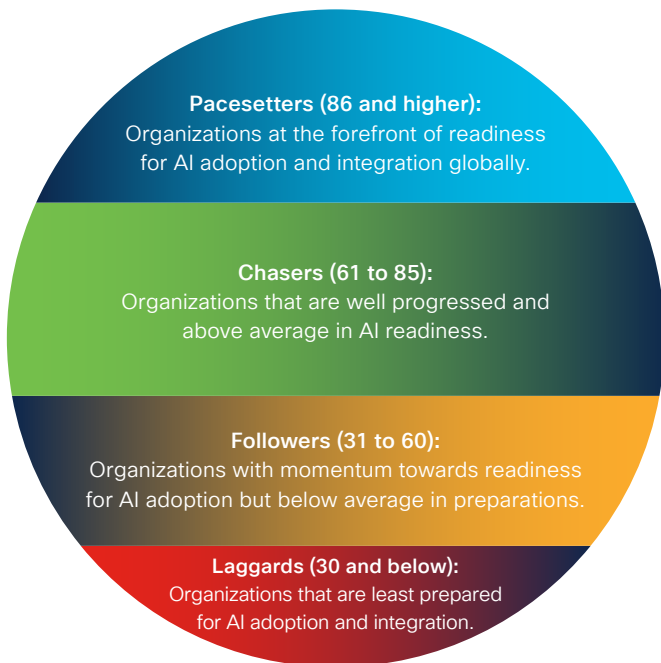 Pacesetters (86 and higher):
Organizations at the forefront of readiness
for AI adoption and integration globally.
Chasers (61 to 85):
Organizations that are well progressed and
above average in AI readiness.
Followers (31 to 60):
Organizations with momentum towards readiness
for AI adoption but below average in preparations.
Laggards (30 and below):
Organizations that are least prepared
for AI adoption and integration.